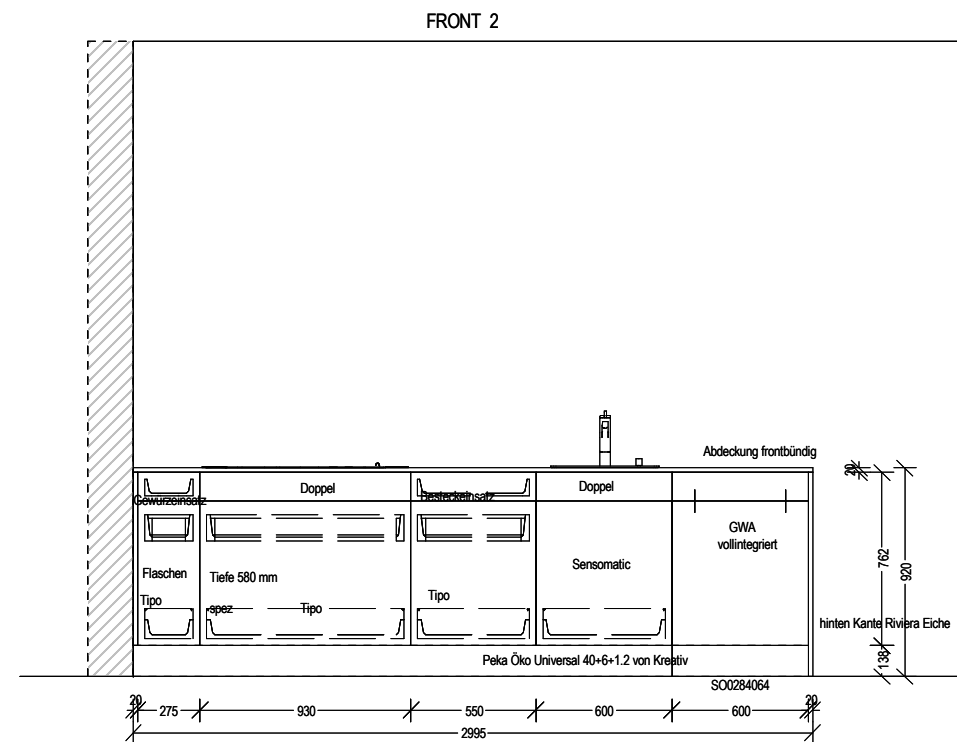 FRONT 2
Abdeckung frontbündig
20
Doppel
Doppel
Gewürzeinsatz
Besteckeinsatz
GWA
vollintegriert
762
920
Sensomatic
Flaschen
Tiefe 580 mm
Tipo
spez
Tipo
Tipo
hinten Kante Riviera Eiche
Peka Öko Universal 40+6+1.2 von Kreativ
138
SO0284064
20
275
930
550
600
600
20
2995